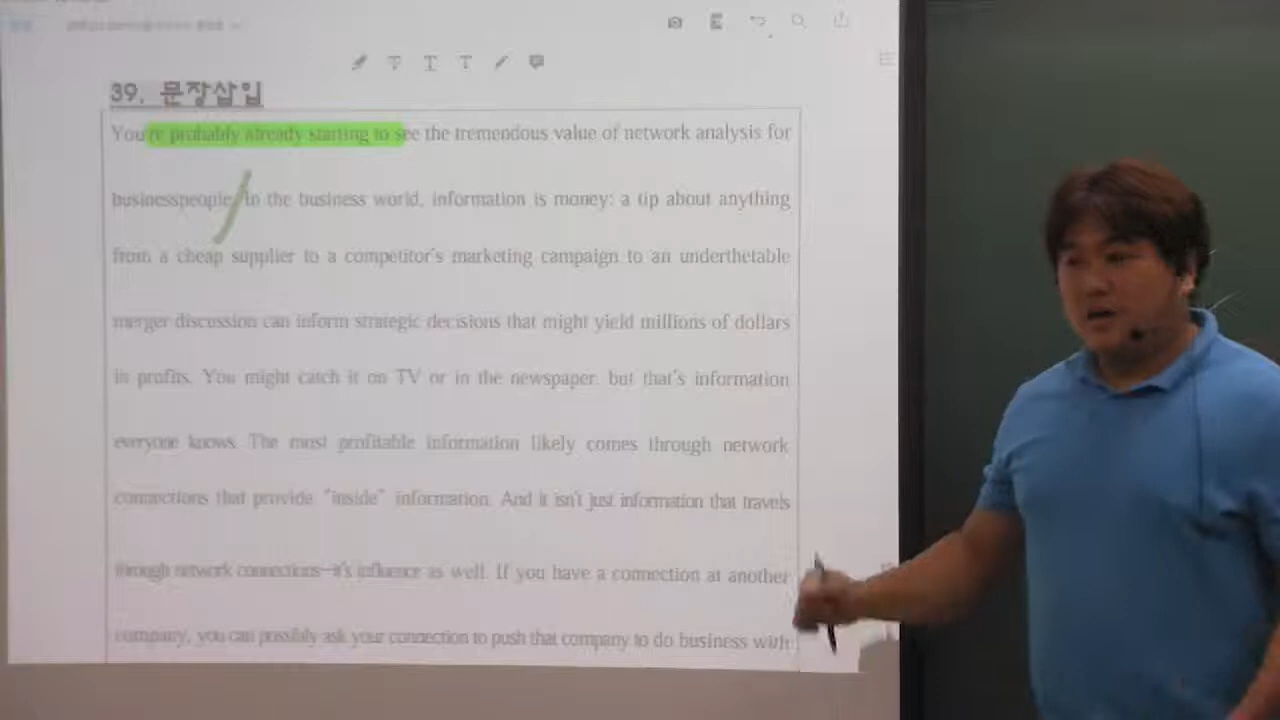 39. 문장삽입
You're probably already starting to see the tremendous value of network analysis for
businesspeople. In the business world, information is money: a tip about anything
from a cheap supplier to a competitor's marketing campaign to an underthetable
merger discussion can inform strategic decisions that might yield millions of dollars
in profits. You might catch it on TV or in the newspaper, but that's information
everyone knows. The most profitable information likely comes through network
connections that provide "inside" information. And it isn't just information that travels
through network connections—it's influence as well. If you have a connection at another
company, you can possibly ask your connection to push that company to do business with